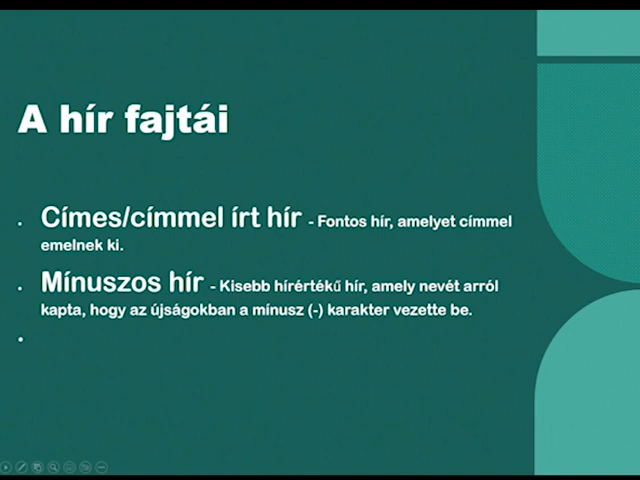 A hír fajtái
• Címes/címmel írt hír - Fontos hír, amelyet címmel
emelnek ki.
• Mínuszos hír - Kisebb hírértékű hír, amely nevét arról
kapta, hogy az újságokban a mínusz (-) karakter vezette be.
•